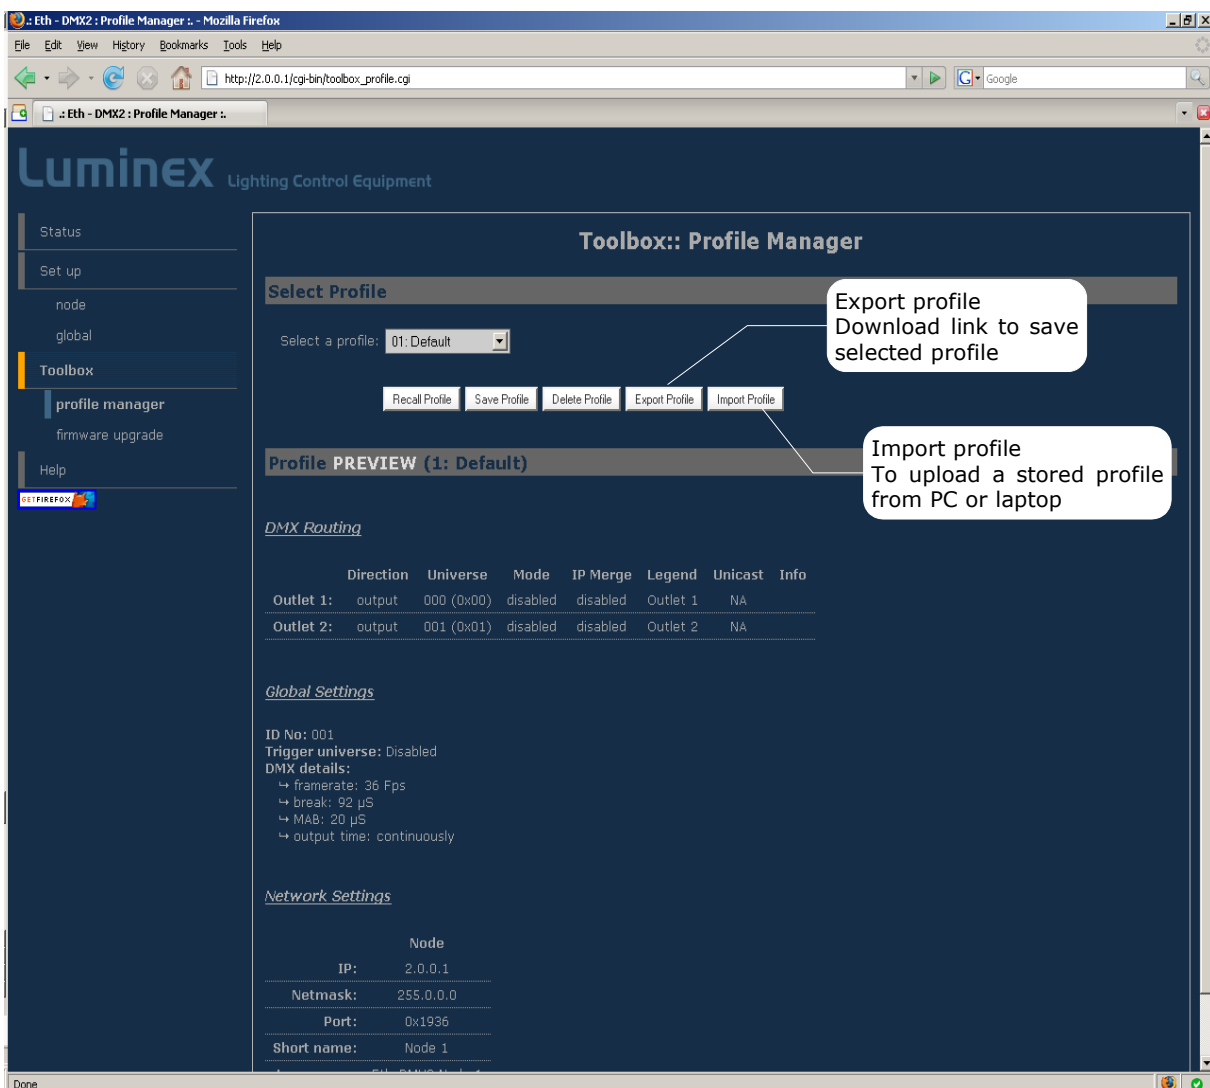 .: Eth - DMX2 : Profile Manager :. - Mozilla Firefox
File Edit View History Bookmarks Tools Help
http://2.0.0.1/cgi-bin/toolbox_profile.cgi
G Google
.: Eth - DMX2 : Profile Manager :.
Luminex Lighting Control Equipment
Status
Set up
node
global
Toolbox
profile manager
firmware upgrade
Help
GETFIREFOX
Toolbox:: Profile Manager
Select Profile
Select a profile: 01: Default
Recall Profile Save Profile Delete Profile Export Profile Import Profile
Export profile
Download link to save
selected profile
Import profile
To upload a stored profile
from PC or laptop
Profile PREVIEW (1: Default)
DMX Routing
Direction Universe Mode IP Merge Legend Unicast Info
Outlet 1: output 000 (0x00) disabled disabled Outlet 1 NA
Outlet 2: output 001 (0x01) disabled disabled Outlet 2 NA
Global Settings
ID No: 001
Trigger universe: Disabled
DMX details:
↪ framerate: 36 Fps
↪ break: 92 µS
↪ MAB: 20 µS
↪ output time: continuously
Network Settings
Node
IP: 2.0.0.1
Netmask: 255.0.0.0
Port: 0x1936
Short name: Node 1
Done